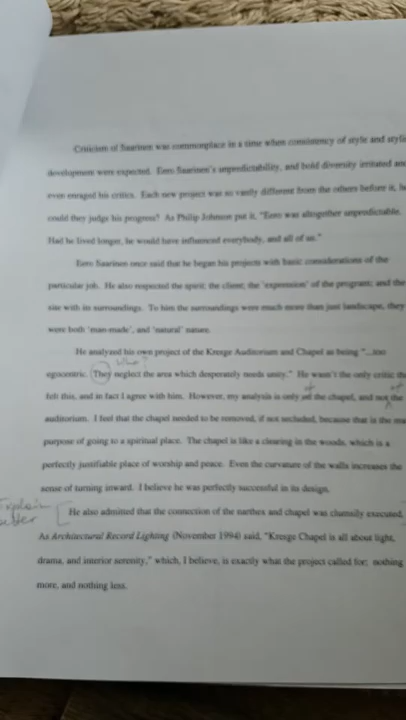 Criticism of Saarinen was commonplace in a time when consistency of style and
development were expected. Eero Saarinen's unpredictability, and bold diversity irritated and
even enraged his critics. Each new project was so vastly different from the others before it,
could they judge his progress? As Philip Johnson put it, "Eero was altogether unpredictable.
Had he lived longer, he would have influenced everybody, and all of us."
Eero Saarinen once said that he began his projects with basic considerations of the
particular job. He also respected the spirit; the client; the 'expression' of the program; and the
site with its surroundings. To him the surroundings were much more than just landscape, they
were both 'man-made', and 'natural' nature.
He analyzed his own project of the Kresge Auditorium and Chapel as being "...too
who?
egocentric. They neglect the area which desperately needs unity." He wasn't the only critic
felt this, and in fact I agree with him. However, my analysis is only of the chapel, and not the
auditorium. I feel that the chapel needed to be removed, if not secluded, because that is the
purpose of going to a spiritual place. The chapel is like a clearing in the woods, which is a
perfectly justifiable place of worship and peace. Even the curvature of the walls increases the
sense of turning inward. I believe he was perfectly successful in its design.
Explain
He also admitted that the connection of the narthex and chapel was clumsily executed.
As Architectural Record Lighting (November 1994) said, "Kresge Chapel is all about light,
drama, and interior serenity," which, I believe, is exactly what the project called for; nothing
more, and nothing less.